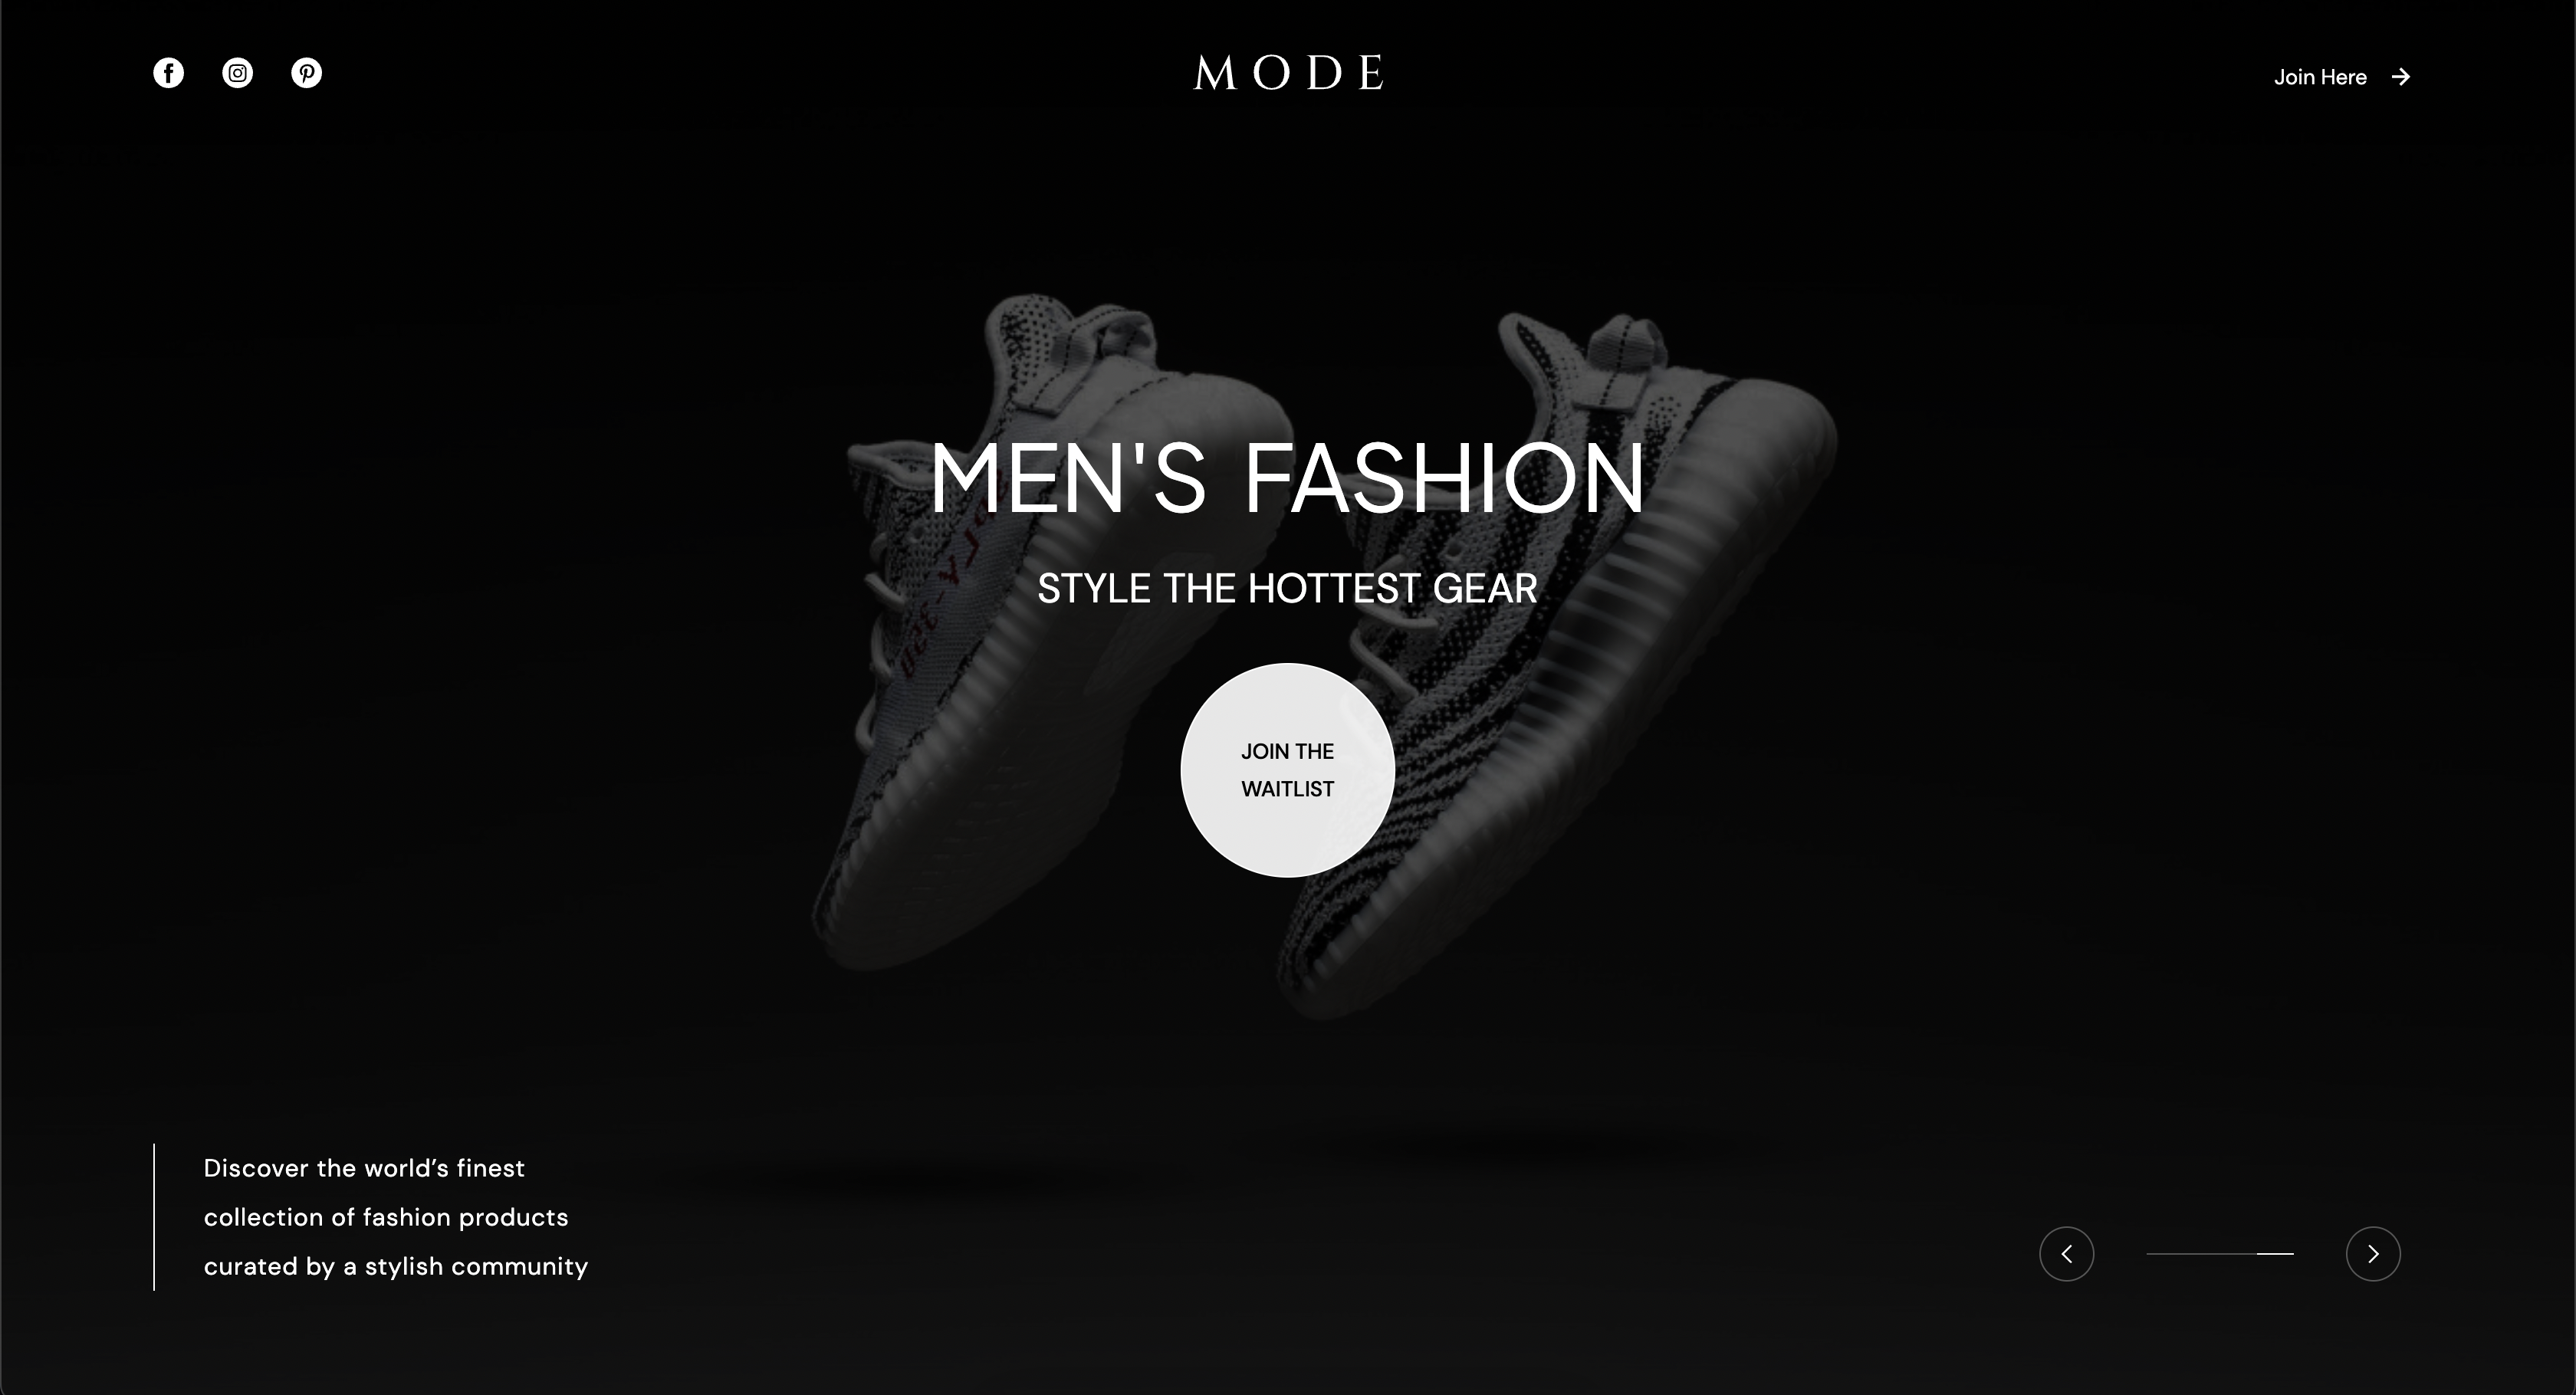 MODE
Join Here
MEN'S FASHION
STYLE THE HOTTEST GEAR
JOIN THE
WAITLIST
Discover the world’s finest
collection of fashion products
curated by a stylish community